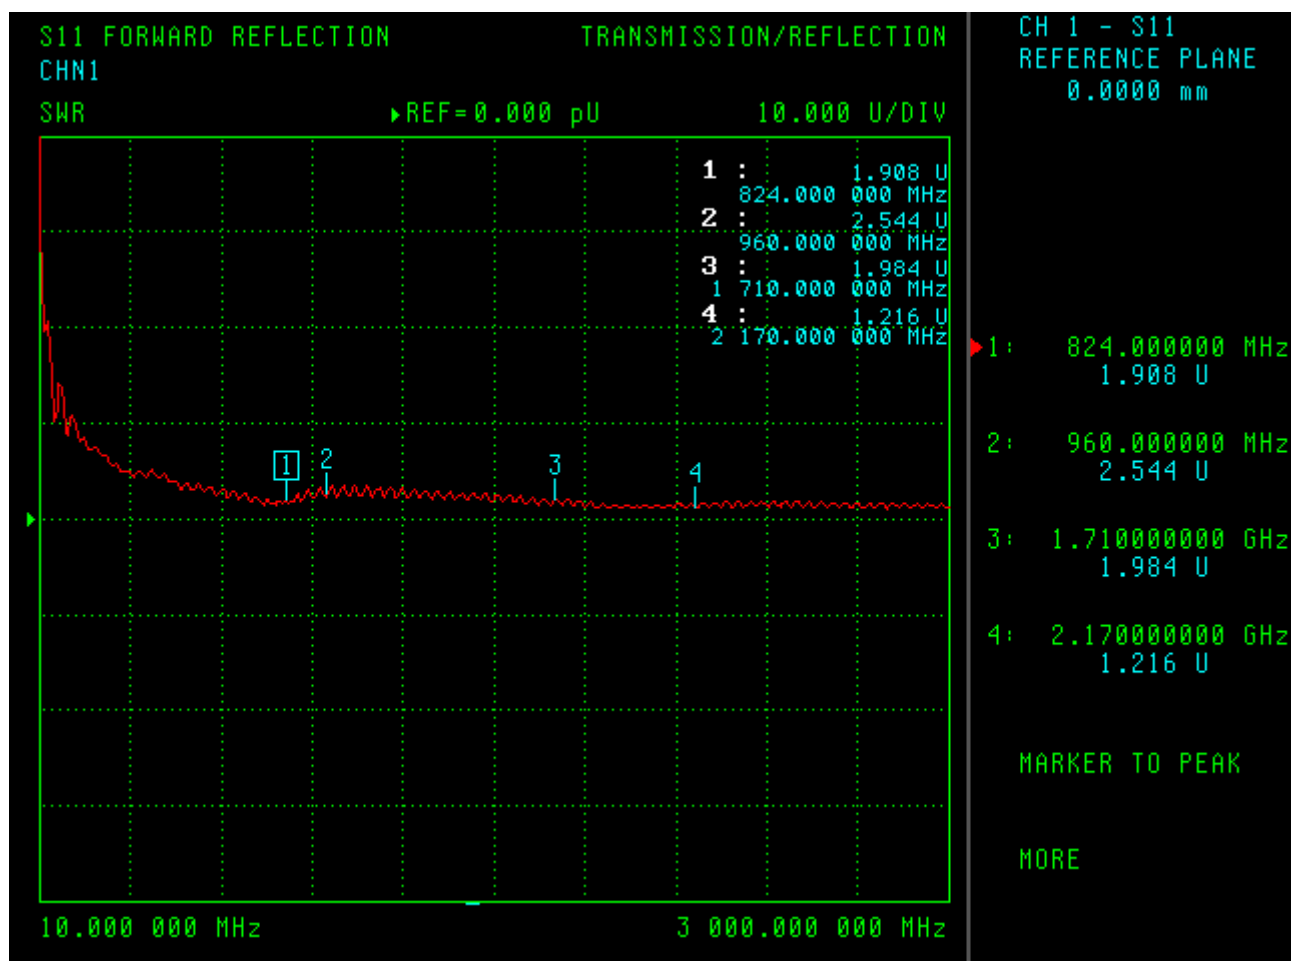 S11 FORWARD REFLECTION TRANSMISSION/REFLECTION
CHN1
SWR ▶REF=0.000 pU 10.000 U/DIV
1 : 1.908 U
824.000 000 MHz
2 : 2.544 U
960.000 000 MHz
3 : 1.984 U
1 710.000 000 MHz
4 : 1.216 U
2 170.000 000 MHz
1 2 3 4
10.000 000 MHz 3 000.000 000 MHz
CH 1 - S11
REFERENCE PLANE
0.0000 mm
▶1: 824.000000 MHz
1.908 U
2: 960.000000 MHz
2.544 U
3: 1.710000000 GHz
1.984 U
4: 2.170000000 GHz
1.216 U
MARKER TO PEAK
MORE